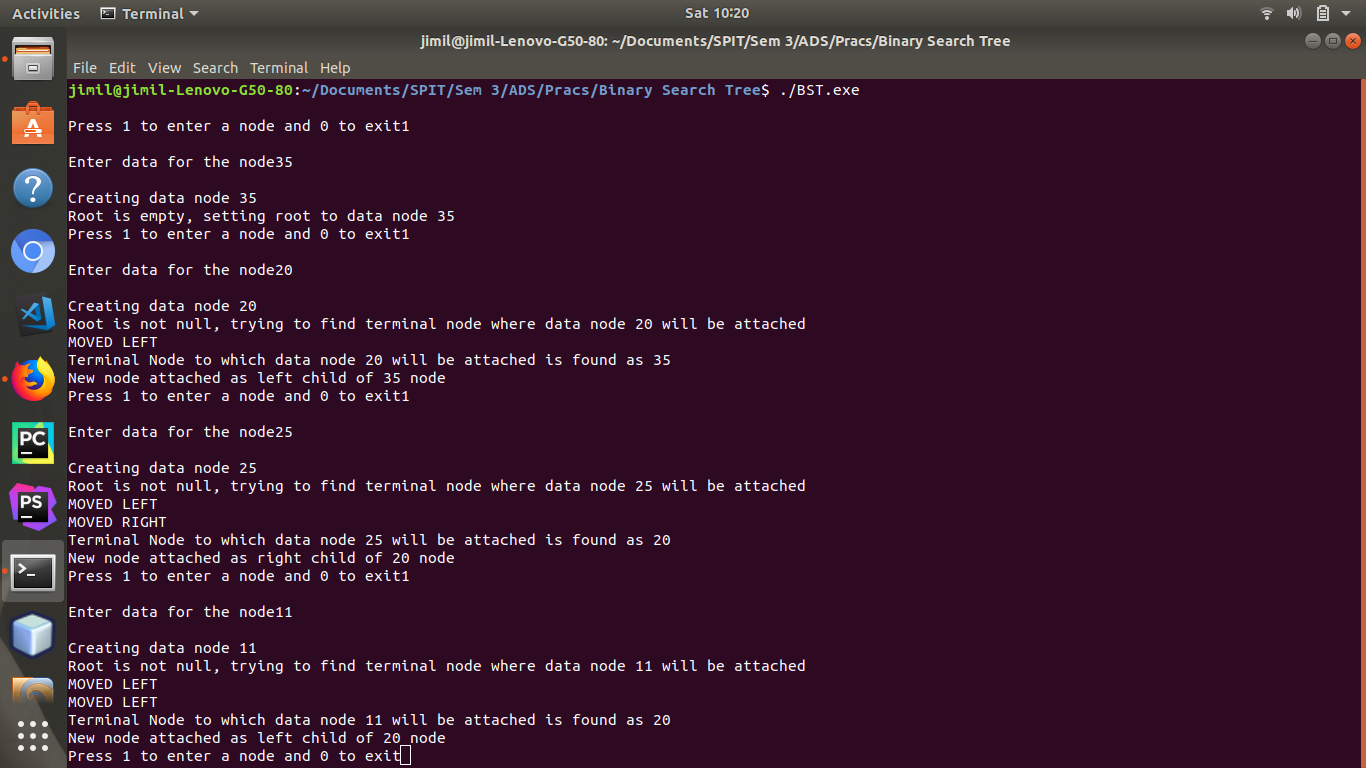 Activities Terminal Sat 10:20
jimil@jimil-Lenovo-G50-80: ~/Documents/SPIT/Sem 3/ADS/Pracs/Binary Search Tree
File Edit View Search Terminal Help
jimil@jimil-Lenovo-G50-80:~/Documents/SPIT/Sem 3/ADS/Pracs/Binary Search Tree$ ./BST.exe
Press 1 to enter a node and 0 to exit1
Enter data for the node35
Creating data node 35
Root is empty, setting root to data node 35
Press 1 to enter a node and 0 to exit1
Enter data for the node20
Creating data node 20
Root is not null, trying to find terminal node where data node 20 will be attached
MOVED LEFT
Terminal Node to which data node 20 will be attached is found as 35
New node attached as left child of 35 node
Press 1 to enter a node and 0 to exit1
Enter data for the node25
Creating data node 25
Root is not null, trying to find terminal node where data node 25 will be attached
MOVED LEFT
MOVED RIGHT
Terminal Node to which data node 25 will be attached is found as 20
New node attached as right child of 20 node
Press 1 to enter a node and 0 to exit1
Enter data for the node11
Creating data node 11
Root is not null, trying to find terminal node where data node 11 will be attached
MOVED LEFT
MOVED LEFT
Terminal Node to which data node 11 will be attached is found as 20
New node attached as left child of 20 node
Press 1 to enter a node and 0 to exit
A
?
PC
PS
>_